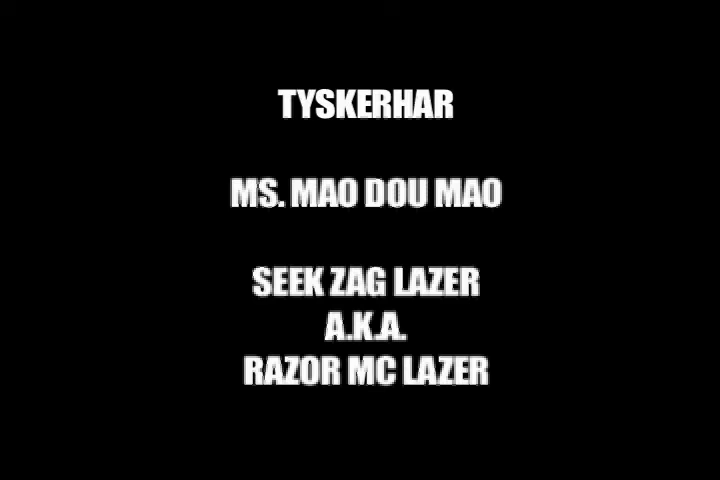 TYSKERHAR
MS. MAO DOU MAO
SEEK ZAG LAZER
A.K.A.
RAZOR MC LAZER